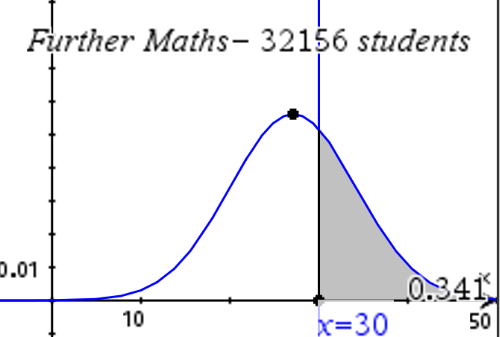 Further Maths– 32156 students
0.01
0.341
x
10
x=30
50